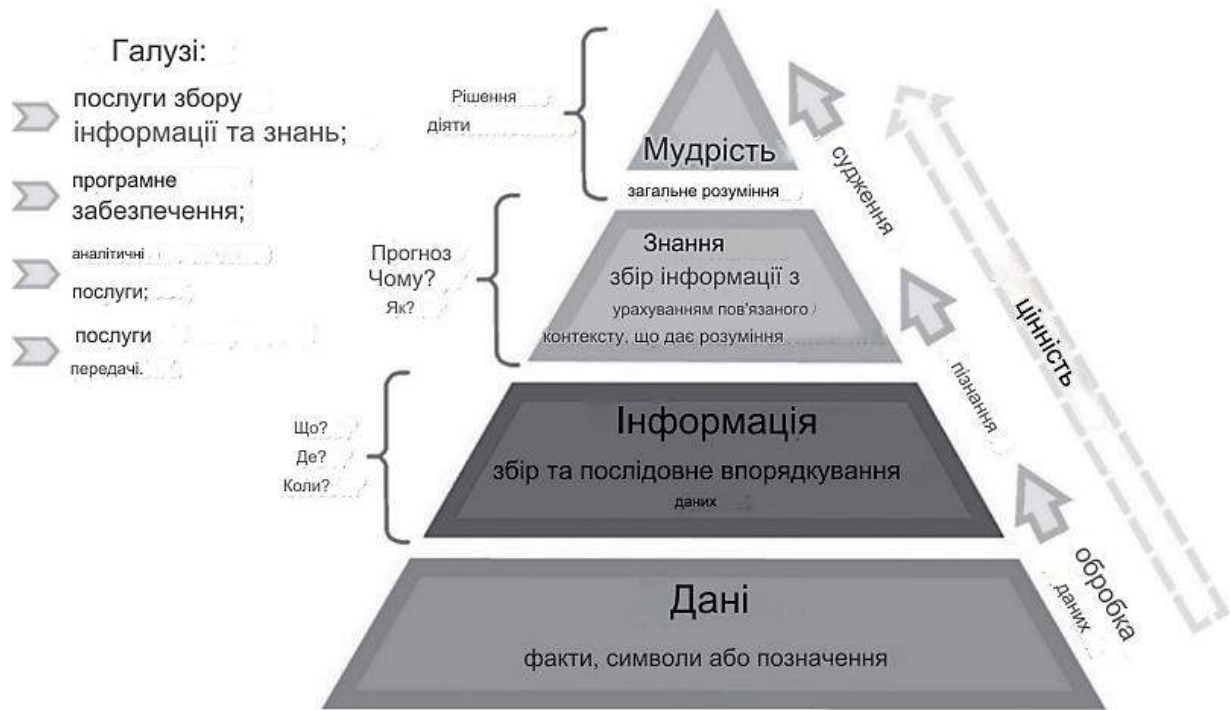 Галузі:
послуги збору
інформації та знань;
програмне
забезпечення;
аналітичні
послуги;
послуги
передачі.
Рішення
діяти
Мудрість
загальне розуміння
Прогноз
Чому?
Як?
Знання
збір інформації з
урахуванням пов'язаного
контексту, що дає розуміння
Що?
Де?
Коли?
Інформація
збір та послідовне впорядкування
даних
Дані
факти, символи або позначення
судження
пізнання
обробка
даних
цінність